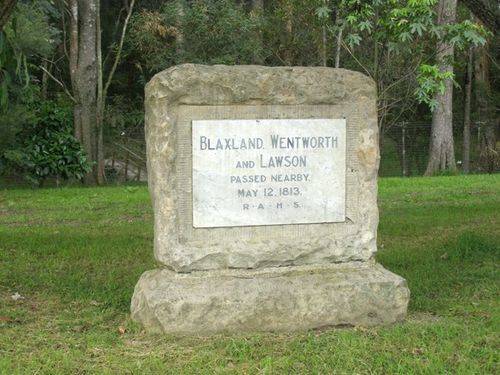 Blaxland, Wentworth
and Lawson
passed nearby.
May 12. 1813.
R·A·H·S.